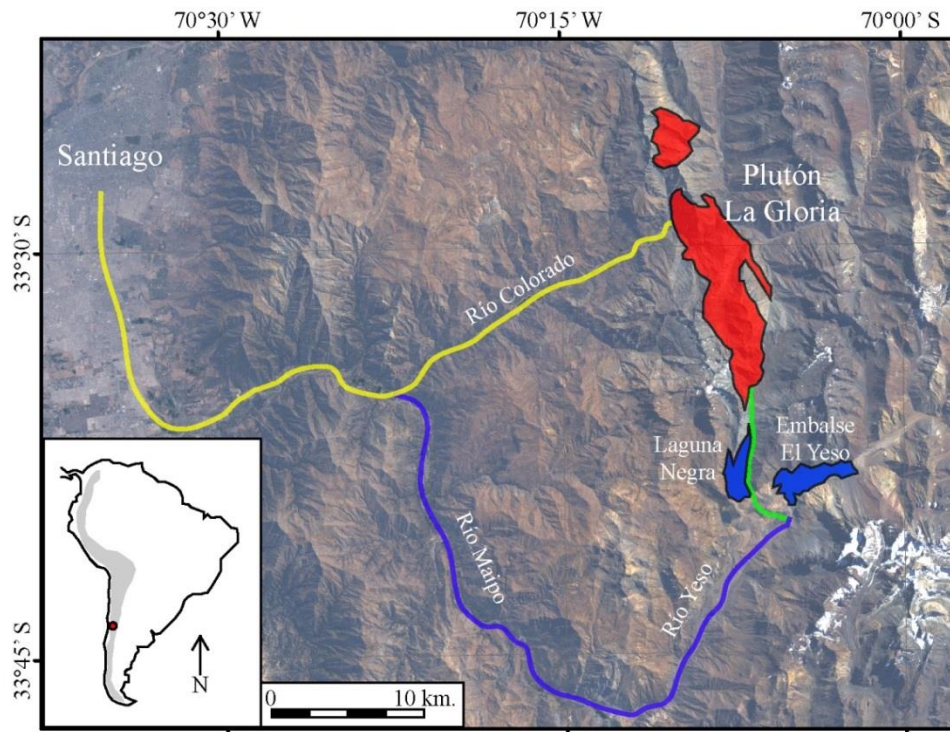 70°30' W
70°15' W
70°00' S
Santiago
Plutón
La Gloria
33°30' S
Río Colorado
Laguna
Negra
Embalse
El Yeso
Río Maipo
Río Yeso
33°45' S
N
0
10 km.